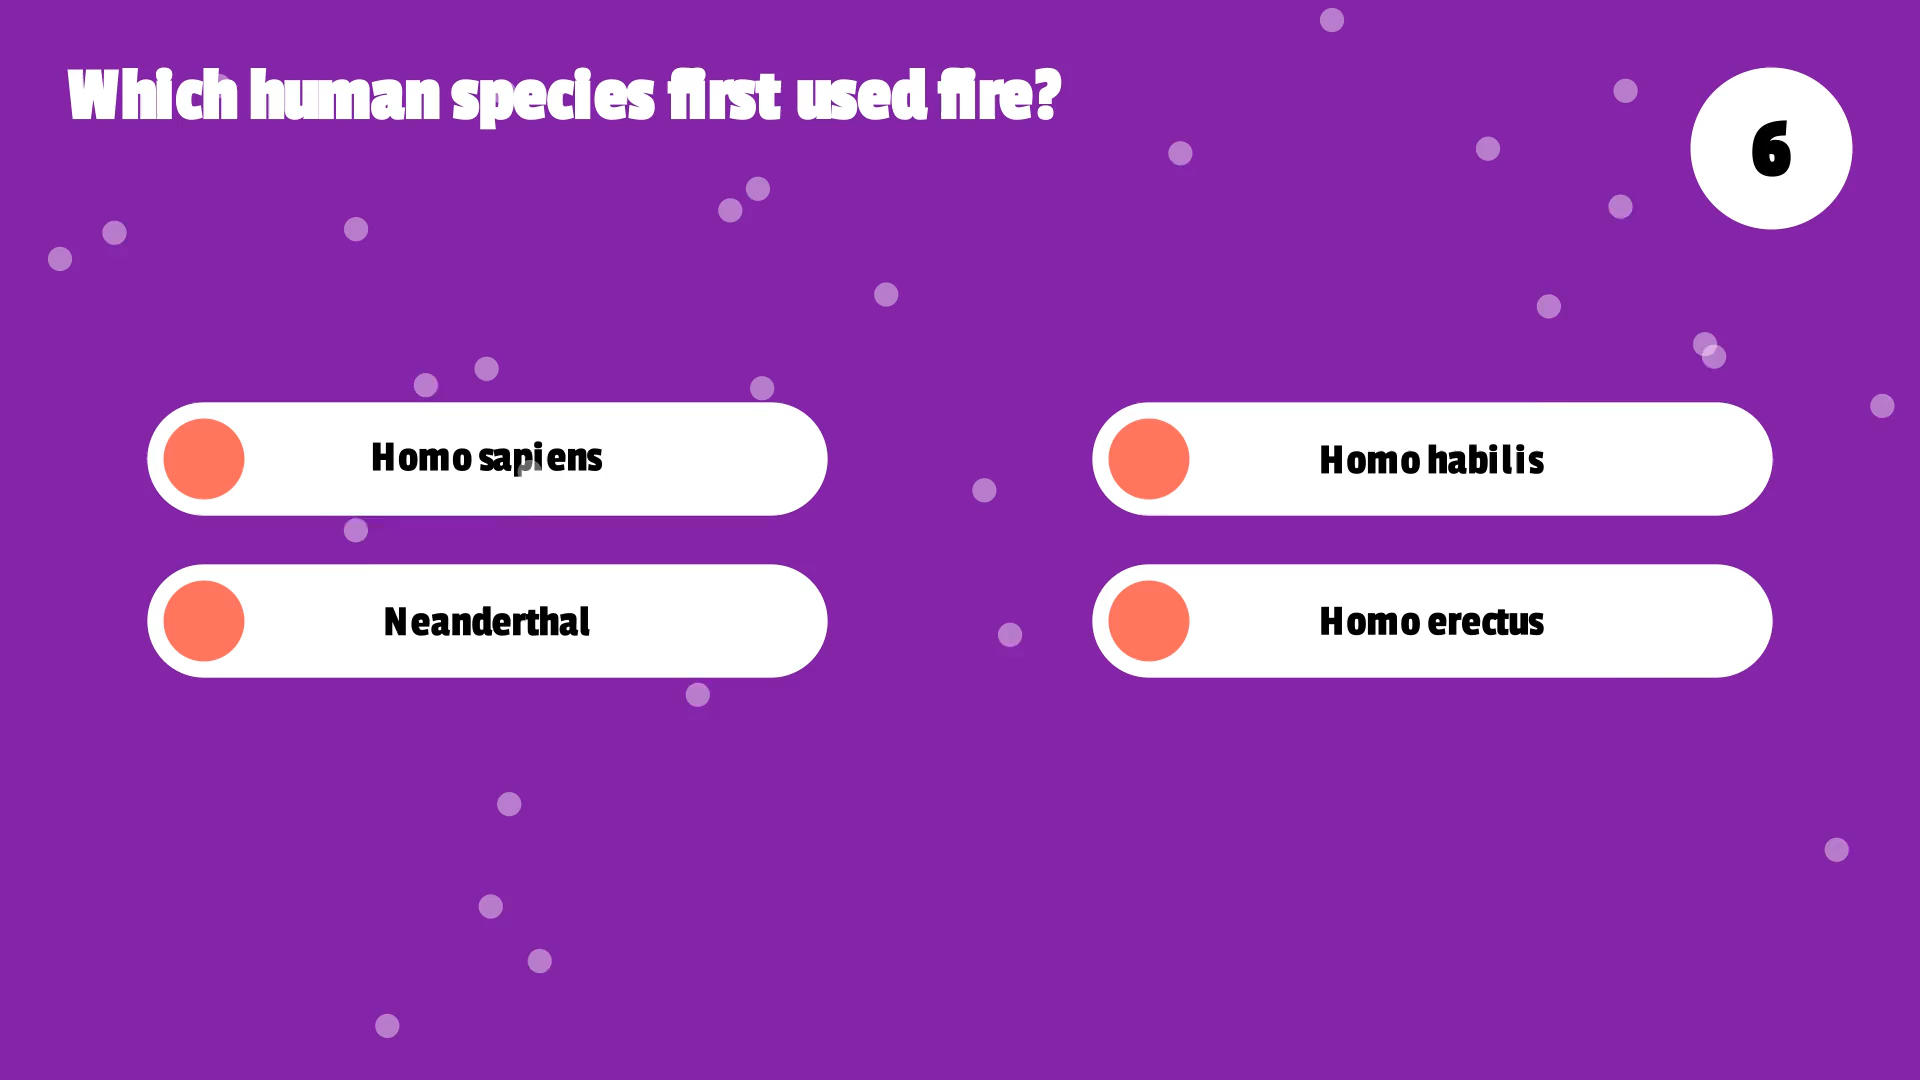 Which human species first used fire?
6
Homo sapiens
Homo habilis
Neanderthal
Homo erectus